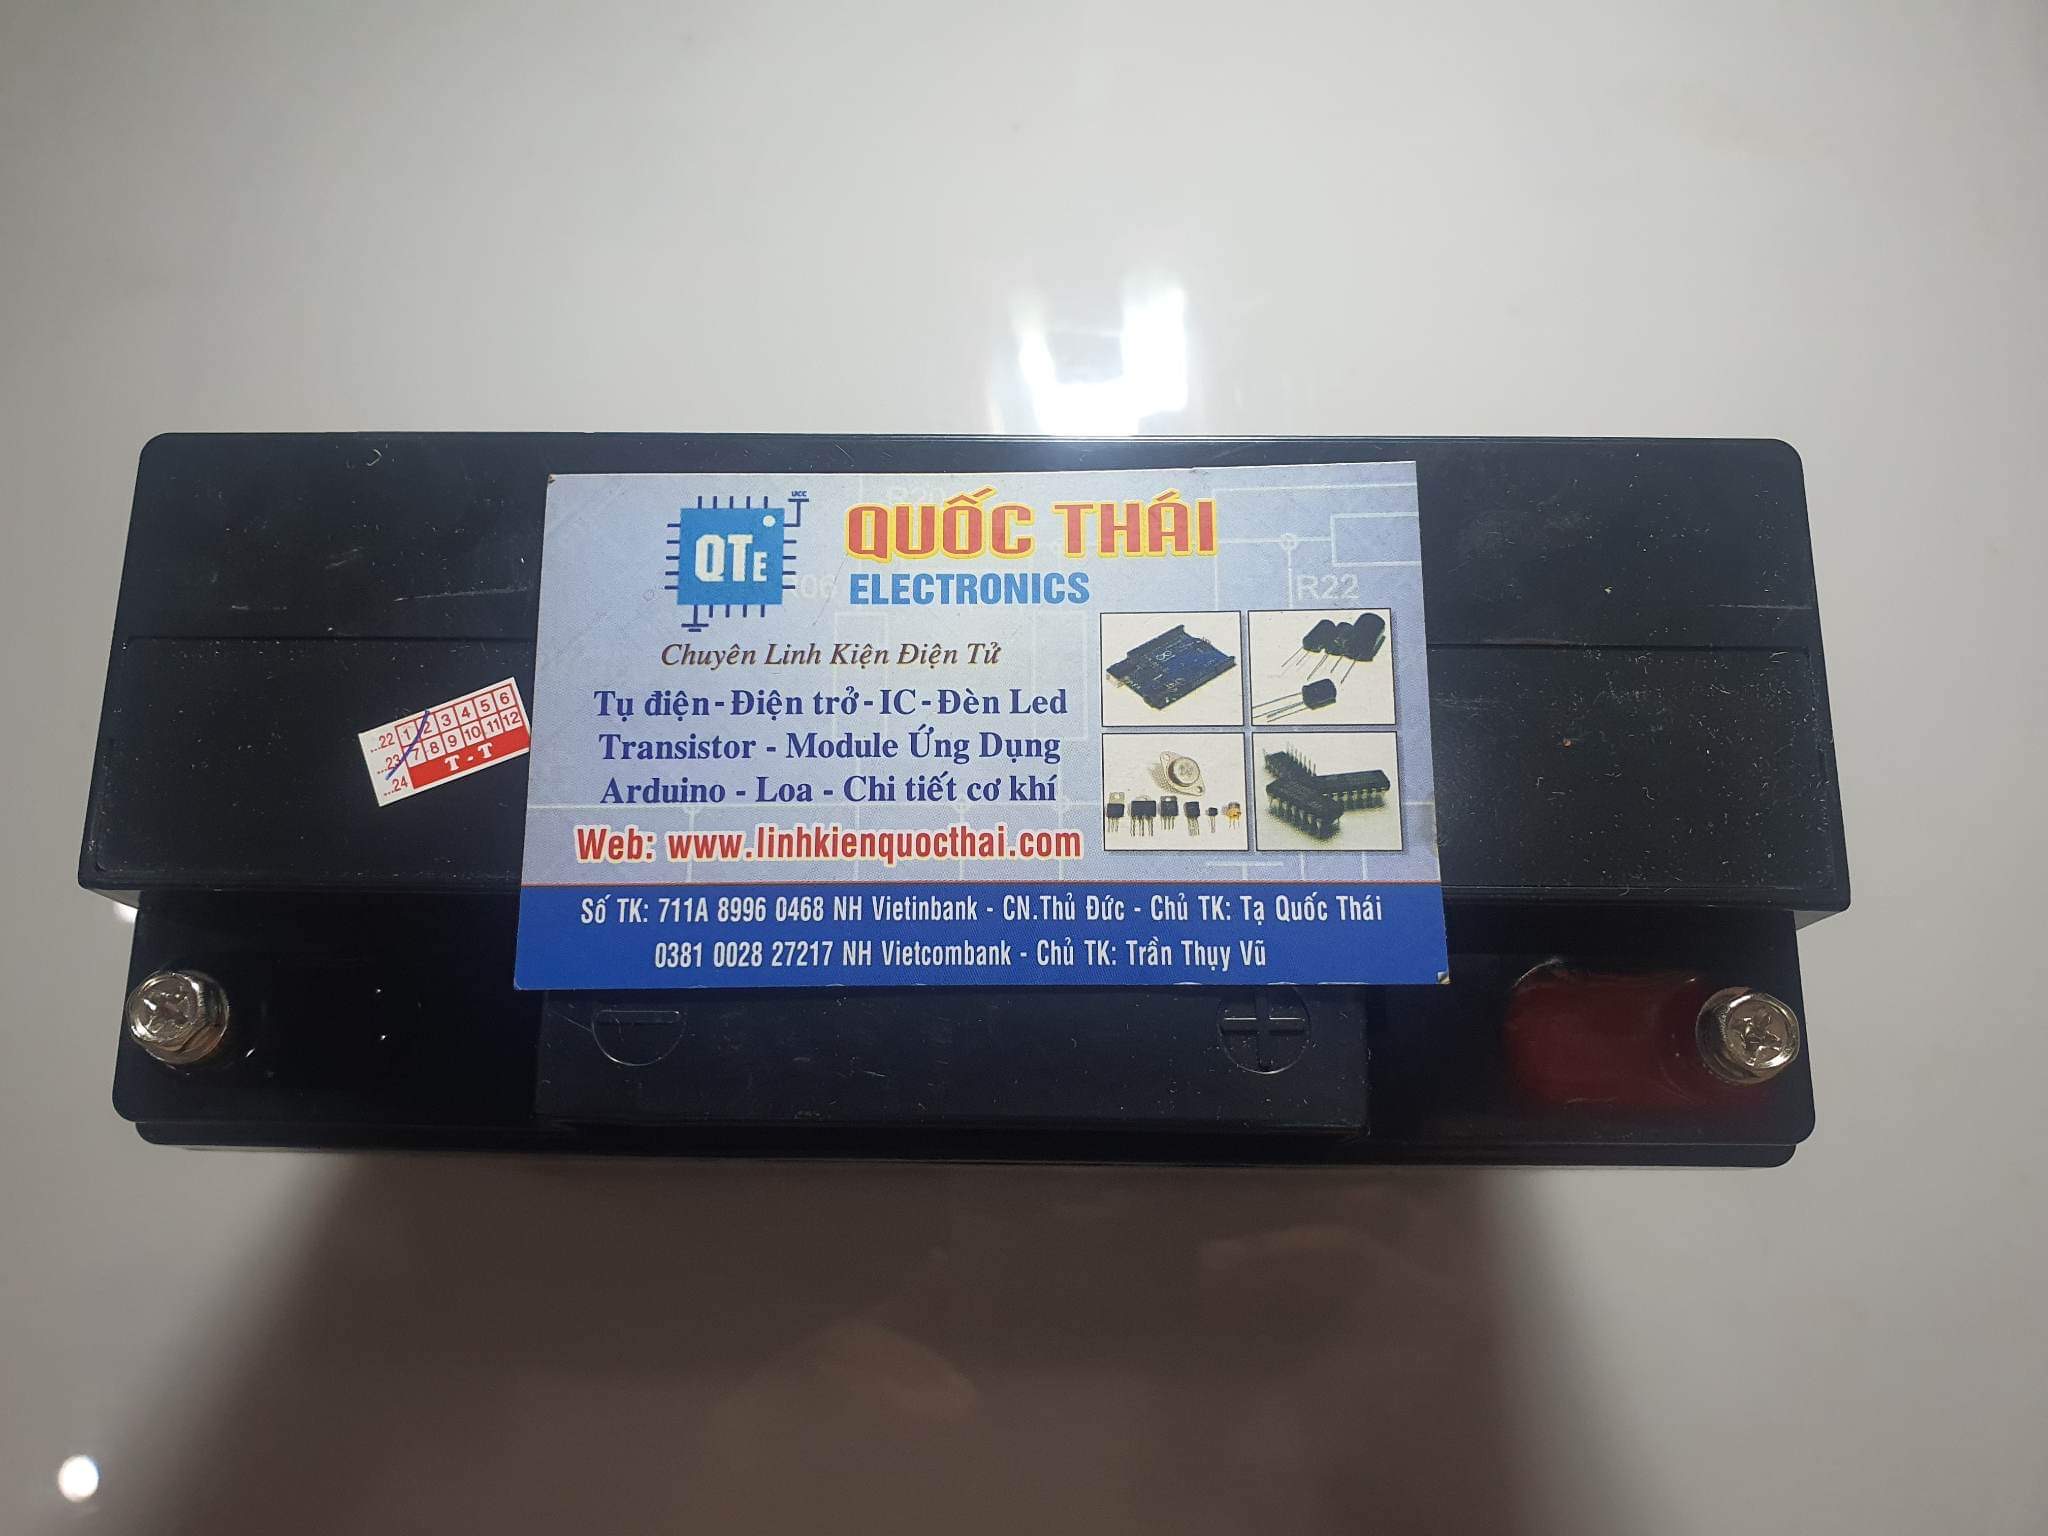 VCC
QTE
R20
QUỐC THÁI
R06
ELECTRONICS
R22
Chuyên Linh Kiện Điện Tử
Tụ điện - Điện trở - IC - Đèn Led
Transistor - Module Ứng Dụng
Arduino - Loa - Chi tiết cơ khí
Web: www.linhkienquocthai.com
Số TK: 711A 8996 0468 NH Vietinbank - CN.Thủ Đức - Chủ TK: Tạ Quốc Thái
0381 0028 27217 NH Vietcombank - Chủ TK: Trần Thụy Vũ
...22 1 2 3 4 5 6
...23 7 8 9 10 11 12
...24 T - T
− +